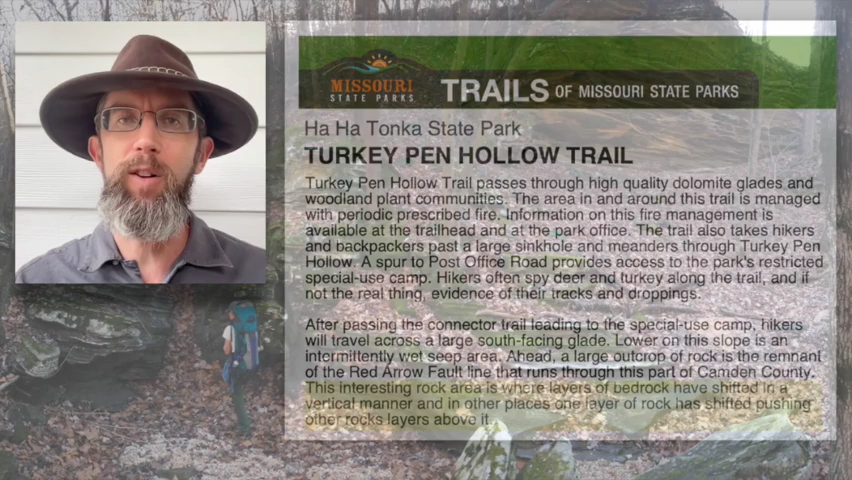 MISSOURI
STATE PARKS
TRAILS OF MISSOURI STATE PARKS
Ha Ha Tonka State Park
TURKEY PEN HOLLOW TRAIL
Turkey Pen Hollow Trail passes through high quality dolomite glades and
woodland plant communities. The area in and around this trail is managed
with periodic prescribed fire. Information on this fire management is
available at the trailhead and at the park office. The trail also takes hikers
and backpackers past a large sinkhole and meanders through Turkey Pen
Hollow. A spur to Post Office Road provides access to the park's restricted
special-use camp. Hikers often spy deer and turkey along the trail, and if
not the real thing, evidence of their tracks and droppings.
After passing the connector trail leading to the special-use camp, hikers
will travel across a large south-facing glade. Lower on this slope is an
intermittently wet seep area. Ahead, a large outcrop of rock is the remnant
of the Red Arrow Fault line that runs through this part of Camden County.
This interesting rock area is where layers of bedrock have shifted in a
vertical manner and in other places one layer of rock has shifted pushing
other rocks layers above it.